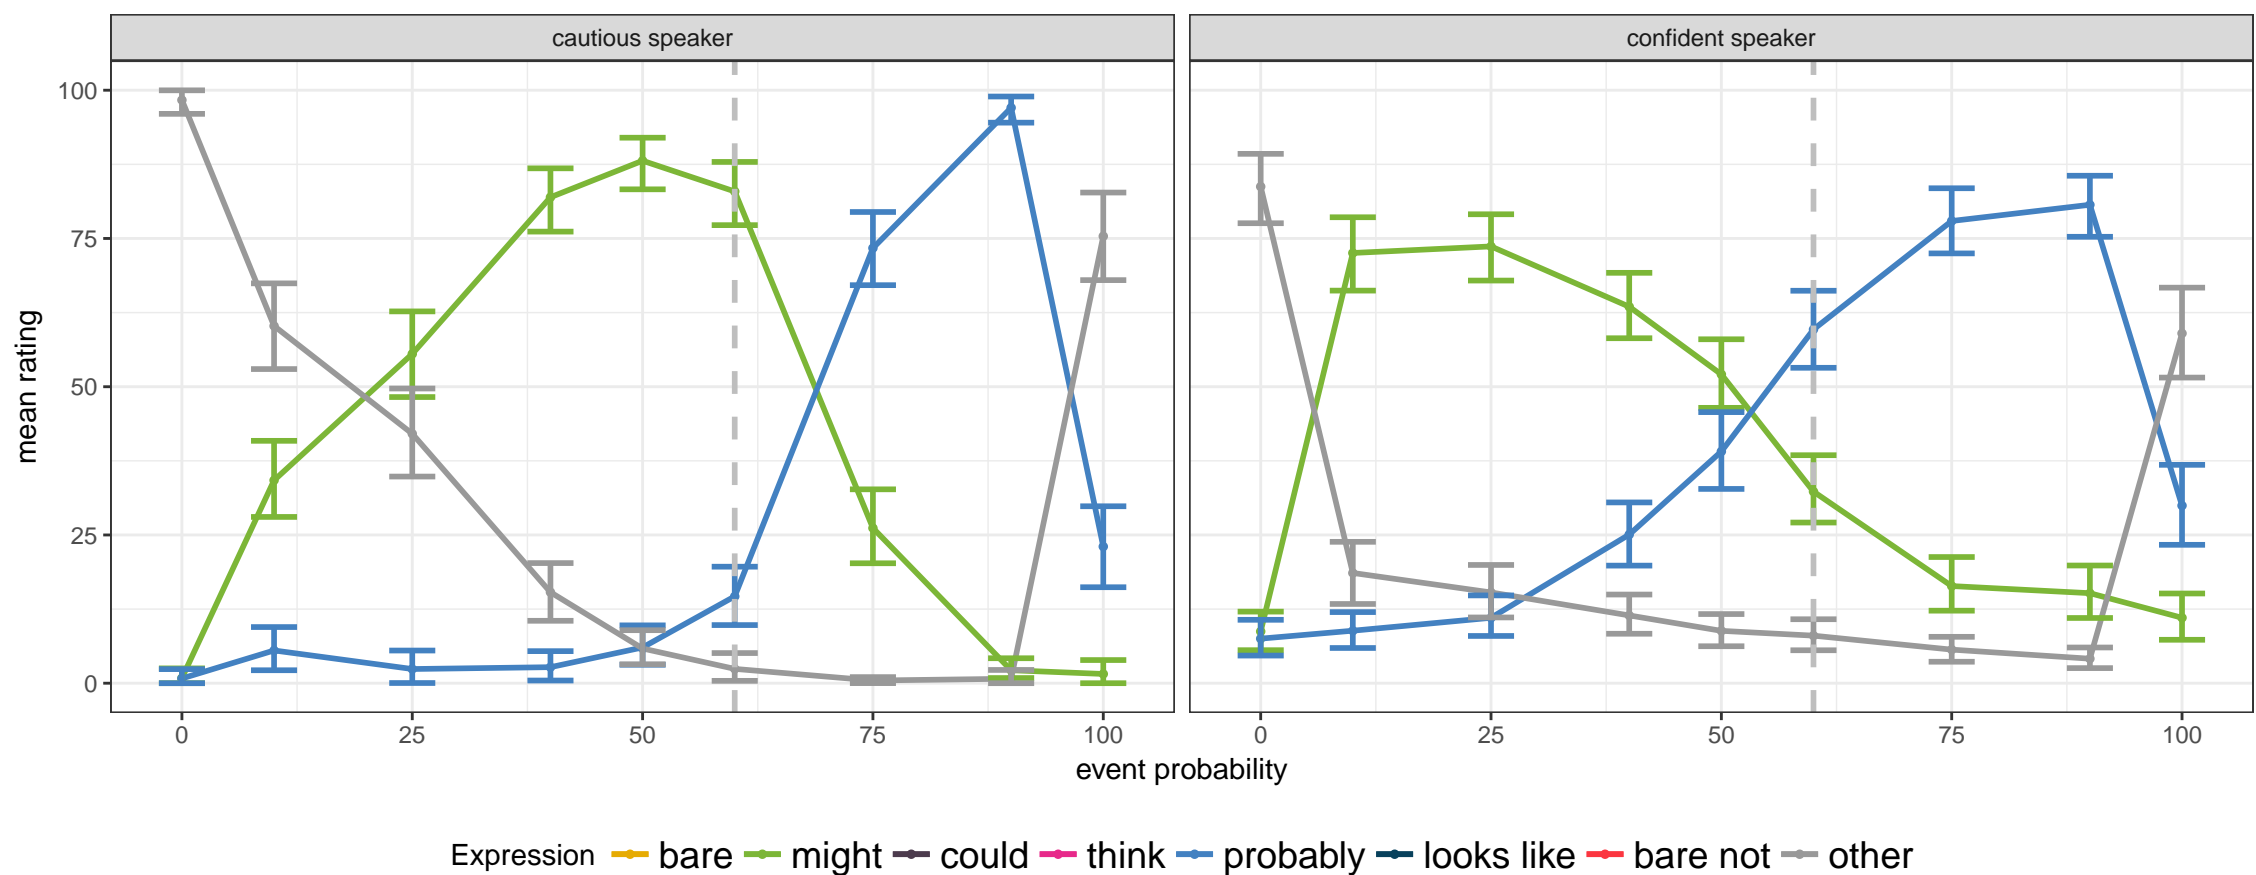 cautious speaker
confident speaker
100
75
50
25
0
mean rating
0 25 50 75 100
0 25 50 75 100
event probability
Expression bare might could think probably looks like bare not other